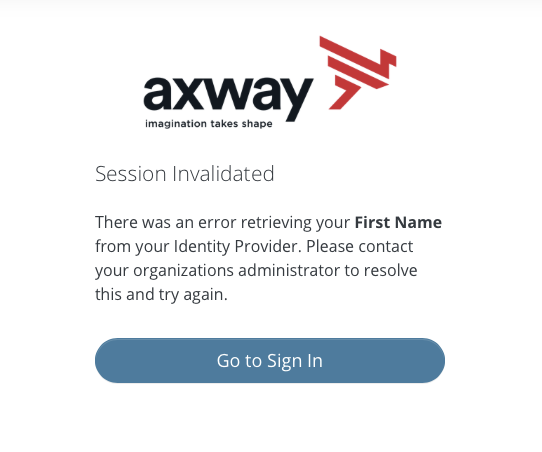 axway
imagination takes shape
Session Invalidated
There was an error retrieving your First Name
from your Identity Provider. Please contact
your organizations administrator to resolve
this and try again.
Go to Sign In